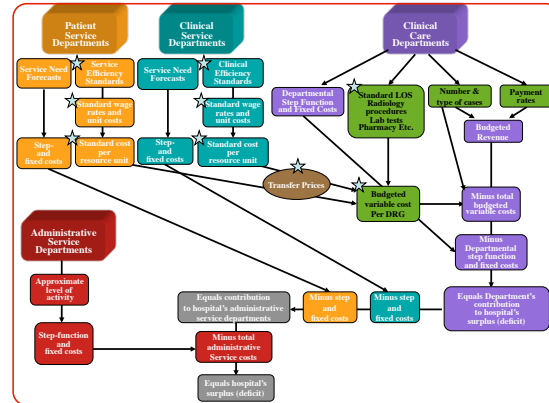 Patient
Service
Departments
Clinical
Service
Departments
Clinical
Care
Departments
Service Need
Forecasts
Service
Efficiency
Standards
Service Need
Forecasts
Clinical
Efficiency
Standards
Departmental
Step Function
and Fixed Costs
Standard LOS
Radiology
procedures
Lab tests
Pharmacy Etc.
Number &
type of cases
Payment
rates
Standard wage
rates and
unit costs
Standard wage
rates and unit
costs
Budgeted
Revenue
Step-
and
fixed costs
Standard cost
per
resource unit
Step-
and
fixed costs
Standard cost
per
resource unit
Transfer Prices
Budgeted
variable cost
Per DRG
Minus total
budgeted
variable costs
Administrative
Service
Departments
Minus
Departmental
step function
and fixed costs
Approximate
level of
activity
Equals contribution
to hospital's administrative
service departments
Minus step
and
fixed costs
Minus step
and
fixed costs
Equals Department's
contribution
to hospital's
surplus (deficit)
Step-function
and
fixed costs
Minus total
administrative
Service costs
Equals hospital's
surplus (deficit)